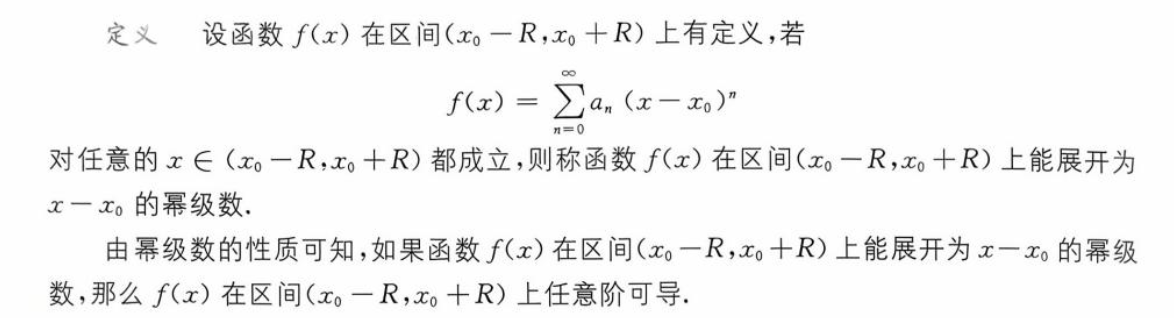 定义 设函数 f(x) 在区间(x₀－R,x₀＋R) 上有定义,若
f(x) = ∑_{n=0}^{∞} aₙ (x－x₀)ⁿ
对任意的 x ∈ (x₀－R,x₀＋R) 都成立,则称函数 f(x) 在区间(x₀－R,x₀＋R) 上能展开为
x－x₀ 的幂级数.
由幂级数的性质可知,如果函数 f(x) 在区间(x₀－R,x₀＋R) 上能展开为 x－x₀ 的幂级
数,那么 f(x) 在区间(x₀－R,x₀＋R) 上任意阶可导.